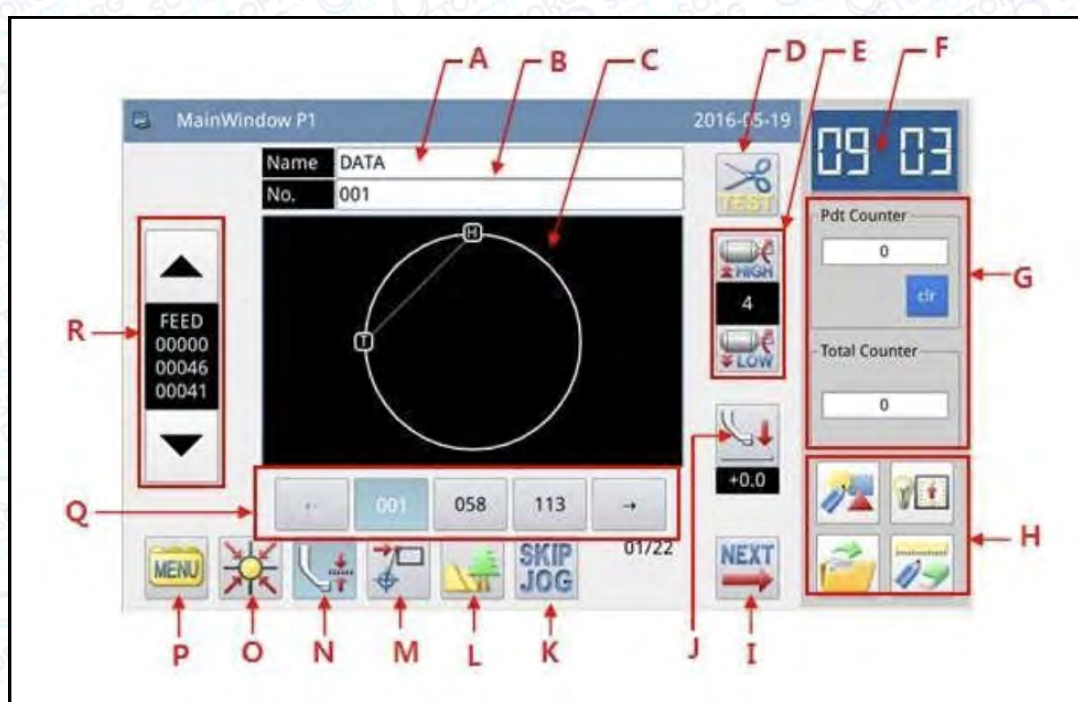 A
B
C
D
E
F
MainWindow P1
2016-05-19
09 03
Name DATA
No. 001
TEST
Pdt Counter
0
clr
G
H
HIGH
4
LOW
R
FEED
00000
00046
00041
T
Total Counter
0
J
+0.0
Q
← 001 058 113 →
01/22
H
MENU
SKIP
JOG
NEXT
P
O
N
M
L
K
I